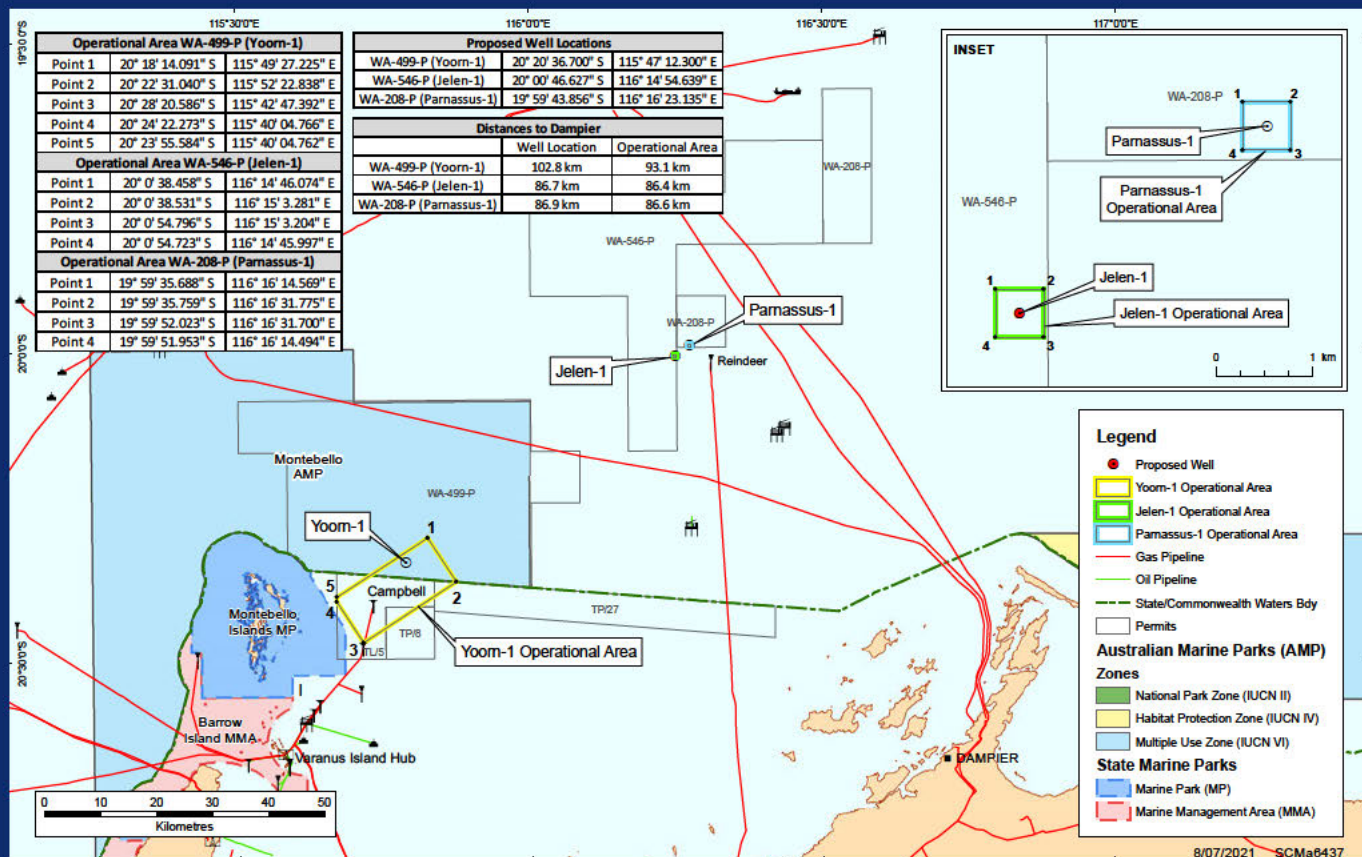 115°30'0"E 116°0'0"E 116°30'0"E 117°0'0"E
19°30'0"S
20°0'0"S
20°30'0"S
Operational Area WA-499-P (Yoorn-1)
Point 1 20° 18' 14.091" S 115° 49' 27.225" E
Point 2 20° 22' 31.040" S 115° 52' 22.838" E
Point 3 20° 28' 20.586" S 115° 42' 47.392" E
Point 4 20° 24' 22.273" S 115° 40' 04.766" E
Point 5 20° 23' 55.584" S 115° 40' 04.762" E
Operational Area WA-546-P (Jelen-1)
Point 1 20° 0' 38.458" S 116° 14' 46.074" E
Point 2 20° 0' 38.531" S 116° 15' 3.281" E
Point 3 20° 0' 54.796" S 116° 15' 3.204" E
Point 4 20° 0' 54.723" S 116° 14' 45.997" E
Operational Area WA-208-P (Parnassus-1)
Point 1 19° 59' 35.688" S 116° 16' 14.569" E
Point 2 19° 59' 35.759" S 116° 16' 31.775" E
Point 3 19° 59' 52.023" S 116° 16' 31.700" E
Point 4 19° 59' 51.953" S 116° 16' 14.494" E
Proposed Well Locations
WA-499-P (Yoorn-1) 20° 20' 36.700" S 115° 47' 12.300" E
WA-546-P (Jelen-1) 20° 00' 46.627" S 116° 14' 54.639" E
WA-208-P (Parnassus-1) 19° 59' 43.856" S 116° 16' 23.135" E
Distances to Dampier
Well Location Operational Area
WA-499-P (Yoorn-1) 102.8 km 93.1 km
WA-546-P (Jelen-1) 86.7 km 86.4 km
WA-208-P (Parnassus-1) 86.9 km 86.6 km
INSET
WA-208-P
1 2
Parnassus-1
4 3
Parnassus-1
Operational Area
WA-546-P
Jelen-1
1 2
Jelen-1 Operational Area
4 3
0 1 km
WA-208-P
WA-546-P
WA-208-P
Parnassus-1
Jelen-1
Reindeer
Montebello
AMP
WA-499-P
Yoorn-1
1
2
5
4
3
Campbell
TP/27
TP/8
TL/5
Yoorn-1 Operational Area
Montebello
Islands MP
Barrow
Island MMA
Varanus Island Hub
DAMPIER
0 10 20 30 40 50
Kilometres
Legend
Proposed Well
Yoorn-1 Operational Area
Jelen-1 Operational Area
Parnassus-1 Operational Area
Gas Pipeline
Oil Pipeline
State/Commonwealth Waters Bdy
Permits
Australian Marine Parks (AMP)
Zones
National Park Zone (IUCN II)
Habitat Protection Zone (IUCN IV)
Multiple Use Zone (IUCN VI)
State Marine Parks
Marine Park (MP)
Marine Management Area (MMA)
8/07/2021 SCMa6437